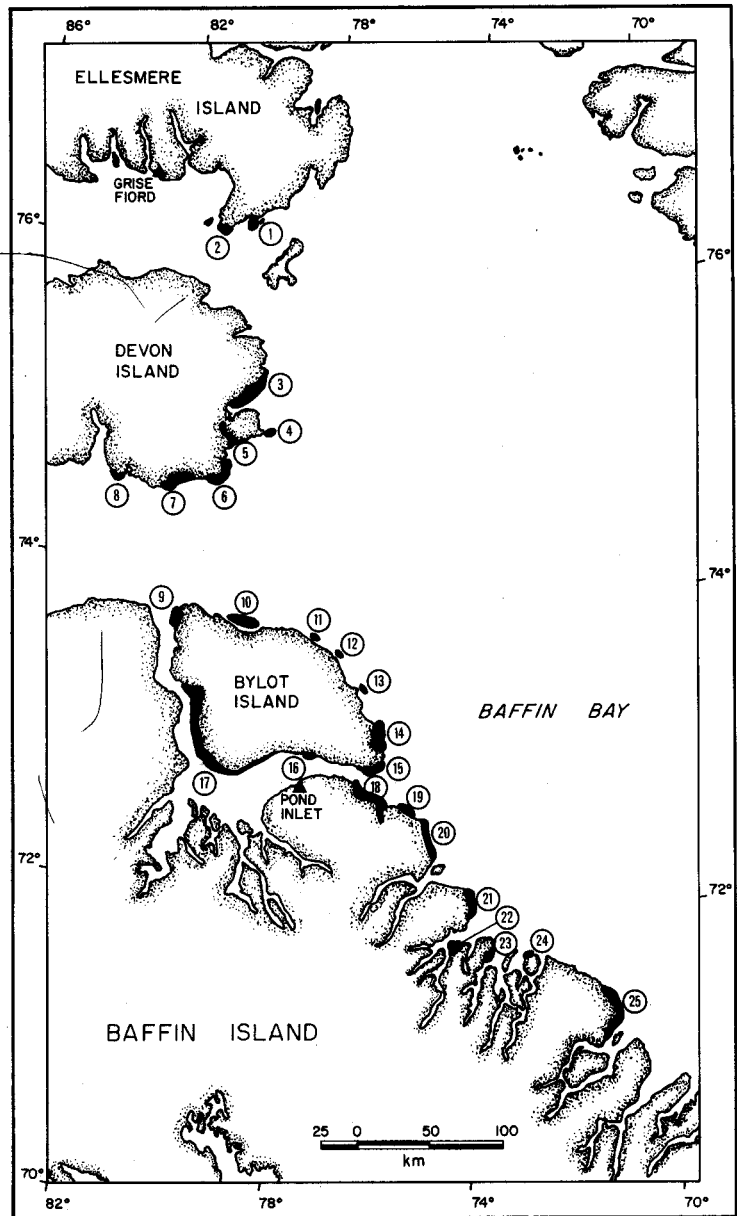 86° 82° 78° 74° 70°
ELLESMERE
ISLAND
GRISE
FIORD
76°
2 1
76°
DEVON
ISLAND
3
4
5
8 7 6
74°
74°
9 10
11
12
BYLOT
ISLAND
13
BAFFIN BAY
14
16 15
17 18
POND
INLET
19
20
72°
72°
21
22
23 24
25
BAFFIN ISLAND
25 0 50 100
km
70°
82° 78° 74° 70°